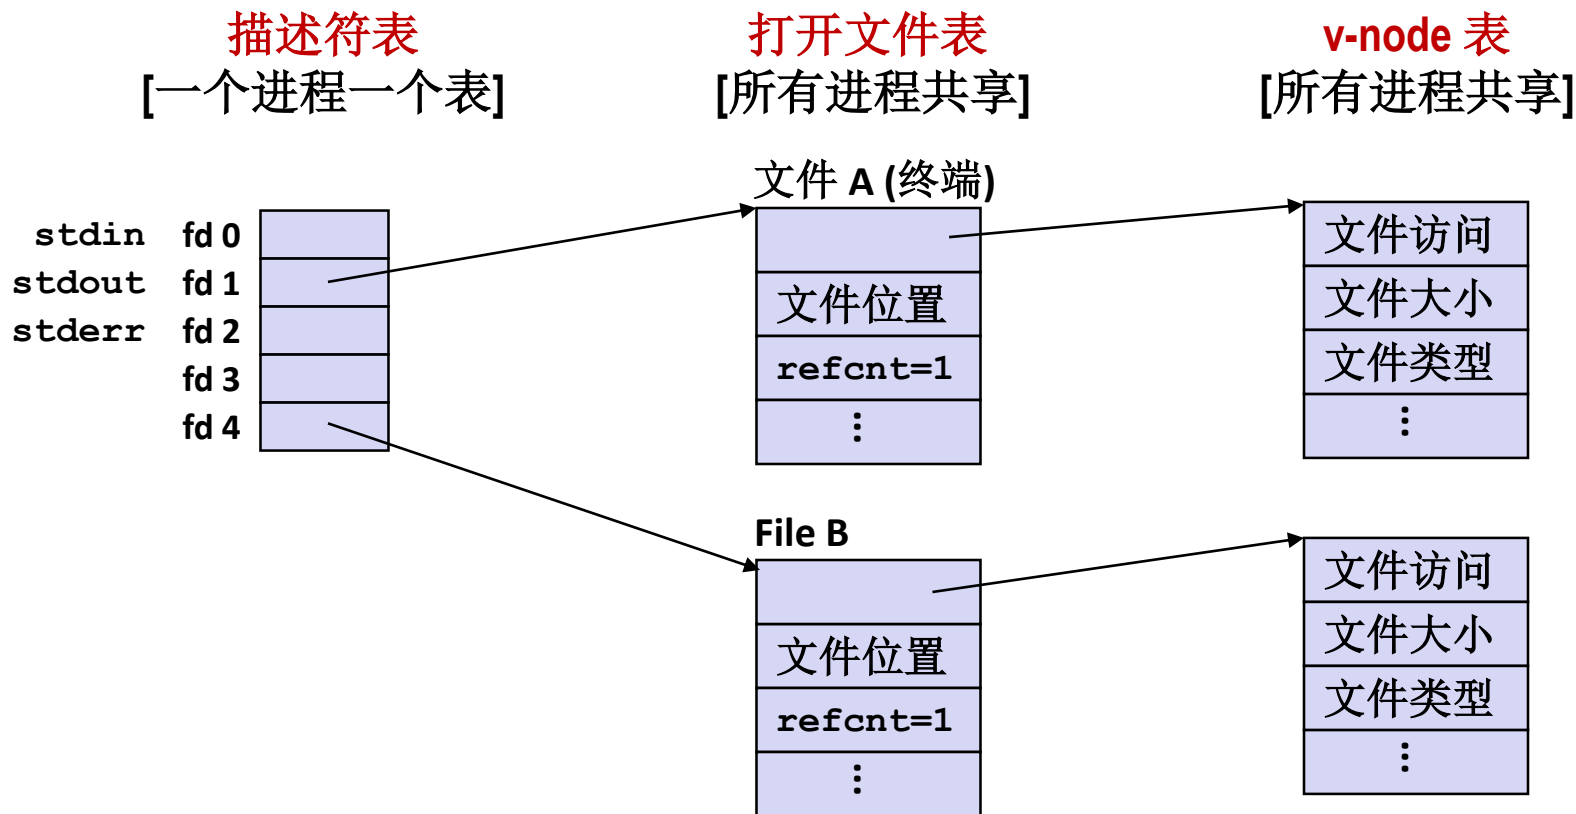 描述符表
[一个进程一个表]
打开文件表
[所有进程共享]
v-node 表
[所有进程共享]
stdin fd 0
stdout fd 1
stderr fd 2
fd 3
fd 4
文件 A (终端)
文件位置
refcnt=1
⋮
文件访问
文件大小
文件类型
⋮
File B
文件位置
refcnt=1
⋮
文件访问
文件大小
文件类型
⋮